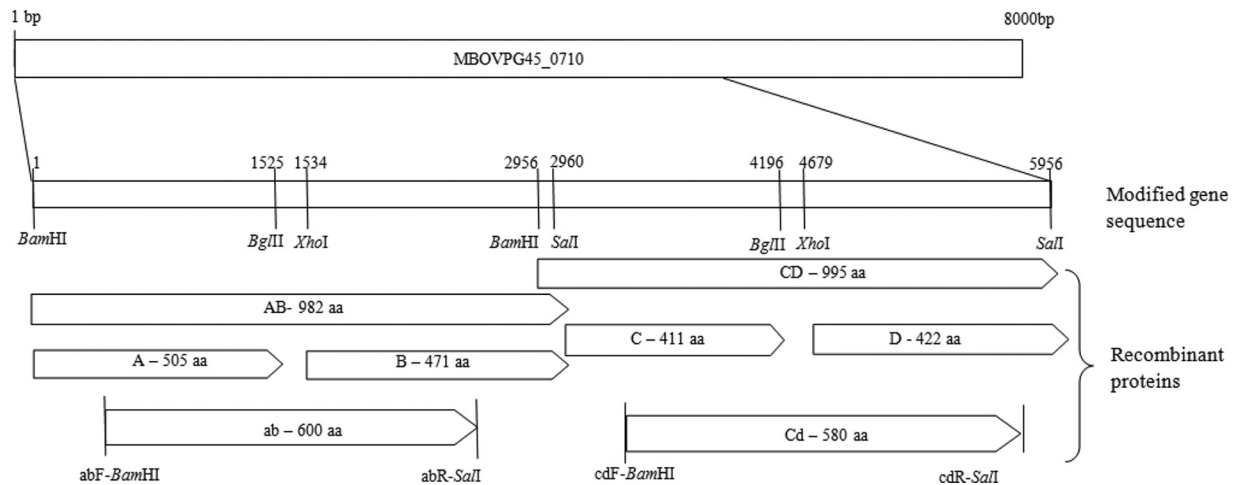 1 bp
8000bp
MBOVPG45_0710
1
1525
1534
2956
2960
4196
4679
5956
Modified gene
sequence
BamHI
BglII
XhoI
BamHI
SalI
BglII
XhoI
SalI
CD – 995 aa
AB- 982 aa
C – 411 aa
D - 422 aa
A – 505 aa
B – 471 aa
Recombinant
proteins
ab – 600 aa
Cd – 580 aa
abF-BamHI
abR-SalI
cdF-BamHI
cdR-SalI